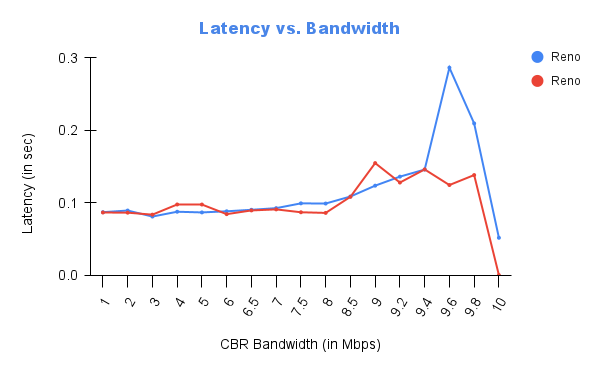 Latency vs. Bandwidth
Reno
Reno
Latency (in sec)
0.3
0.2
0.1
0.0
1 2 3 4 5 6 6.5 7 7.5 8 8.5 9 9.2 9.4 9.6 9.8 10
CBR Bandwidth (in Mbps)